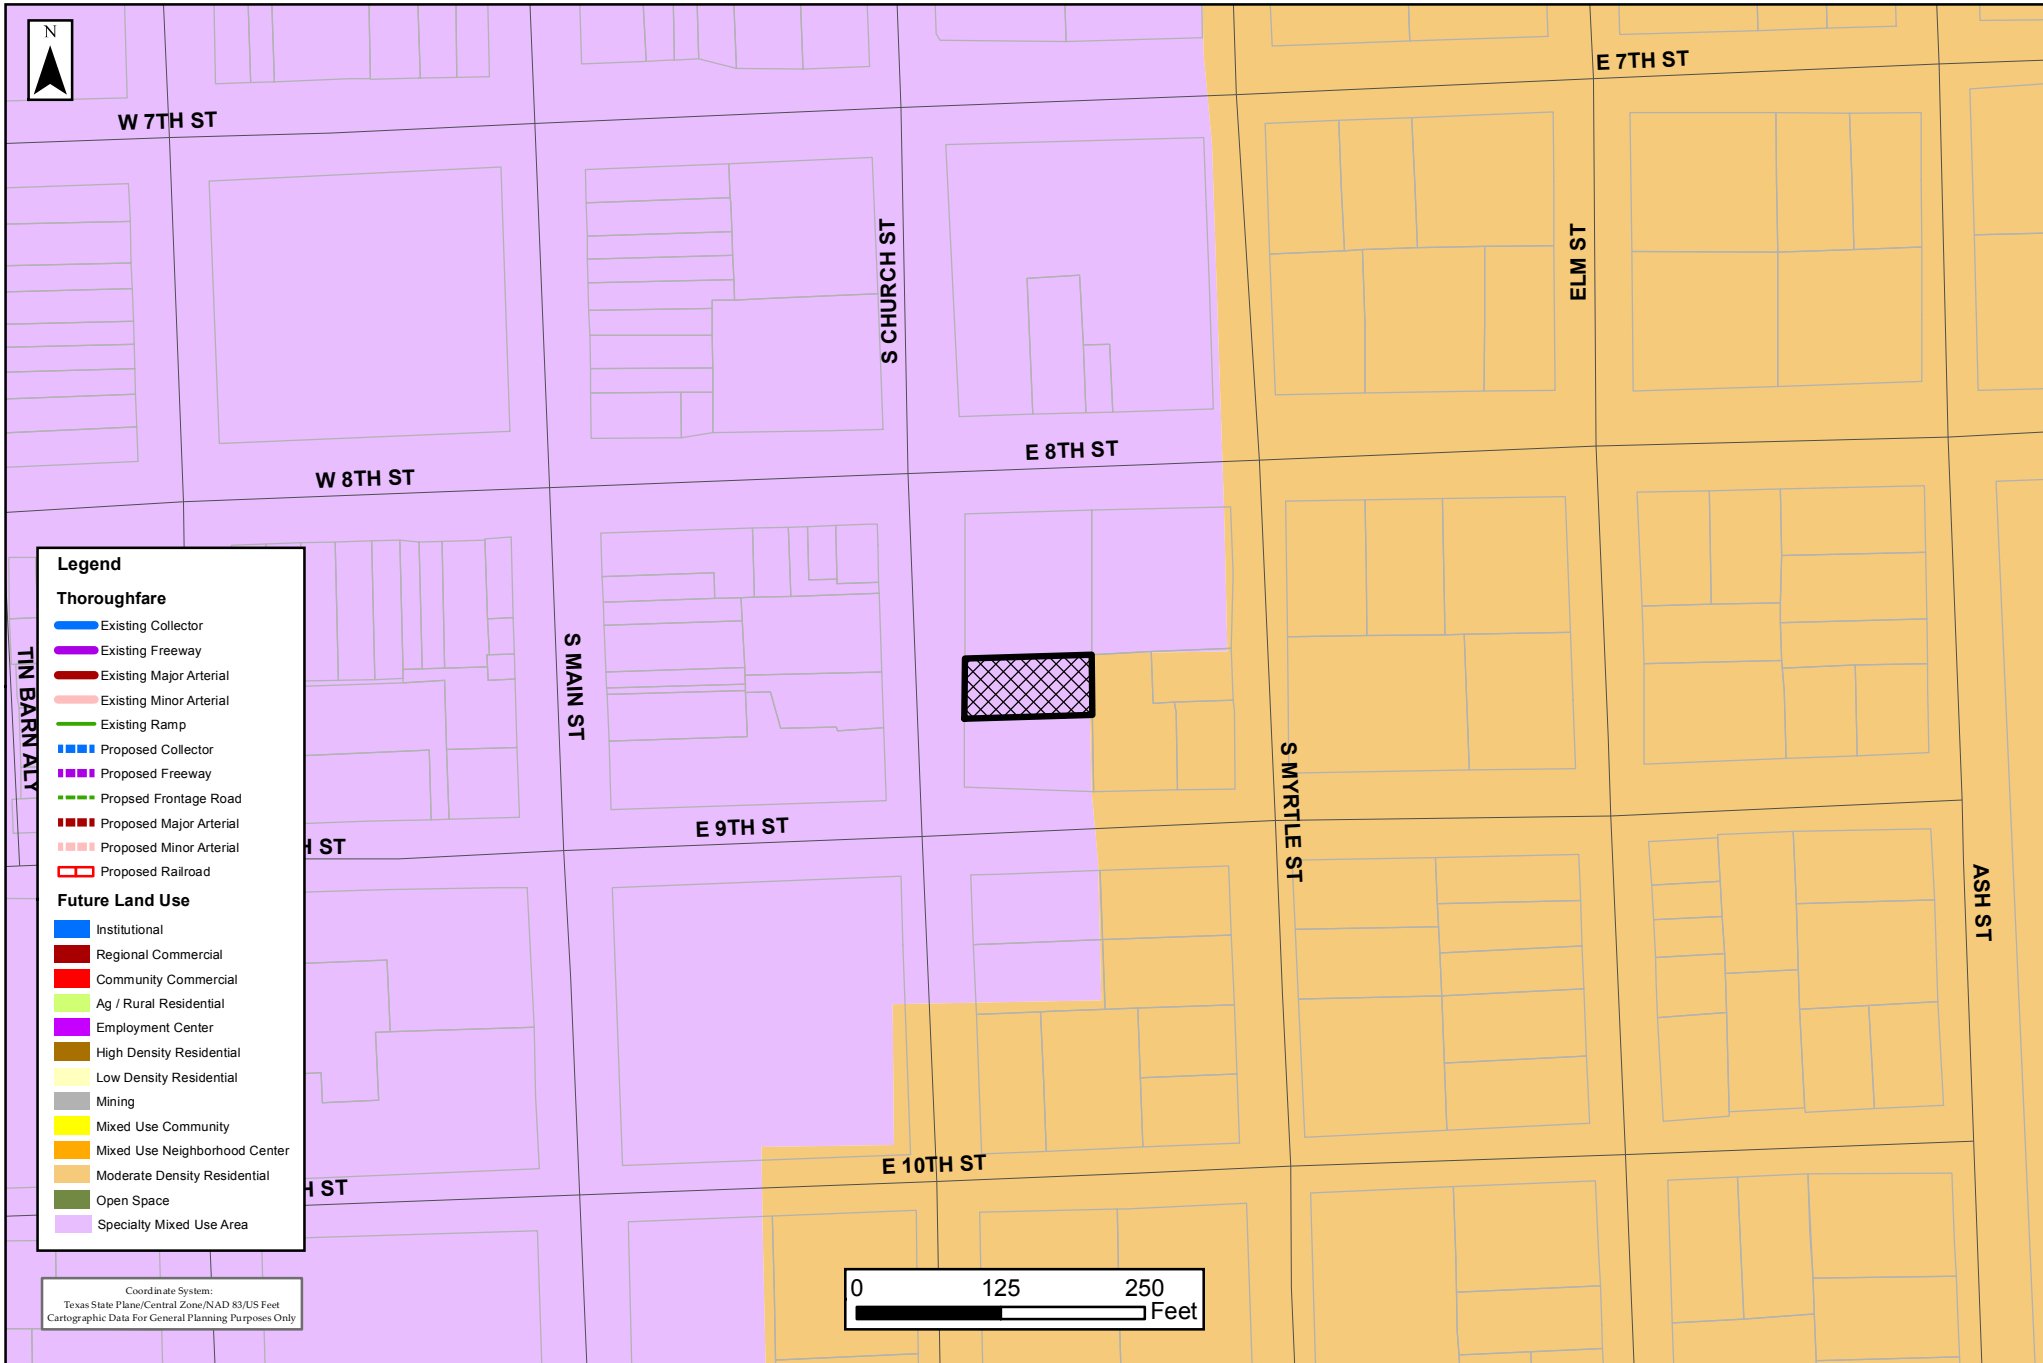 N
E 7TH ST
W 7TH ST
S CHURCH ST
ELM ST
E 8TH ST
W 8TH ST
S MAIN ST
TIN BARN ALY
S MYRTLE ST
E 9TH ST
H ST
ASH ST
E 10TH ST
H ST
Legend
Thoroughfare
Existing Collector
Existing Freeway
Existing Major Arterial
Existing Minor Arterial
Existing Ramp
Proposed Collector
Proposed Freeway
Propsed Frontage Road
Proposed Major Arterial
Proposed Minor Arterial
Proposed Railroad
Future Land Use
Institutional
Regional Commercial
Community Commercial
Ag / Rural Residential
Employment Center
High Density Residential
Low Density Residential
Mining
Mixed Use Community
Mixed Use Neighborhood Center
Moderate Density Residential
Open Space
Specialty Mixed Use Area
Coordinate System:
Texas State Plane/Central Zone/NAD 83/US Feet
Cartographic Data For General Planning Purposes Only
0 125 250
Feet